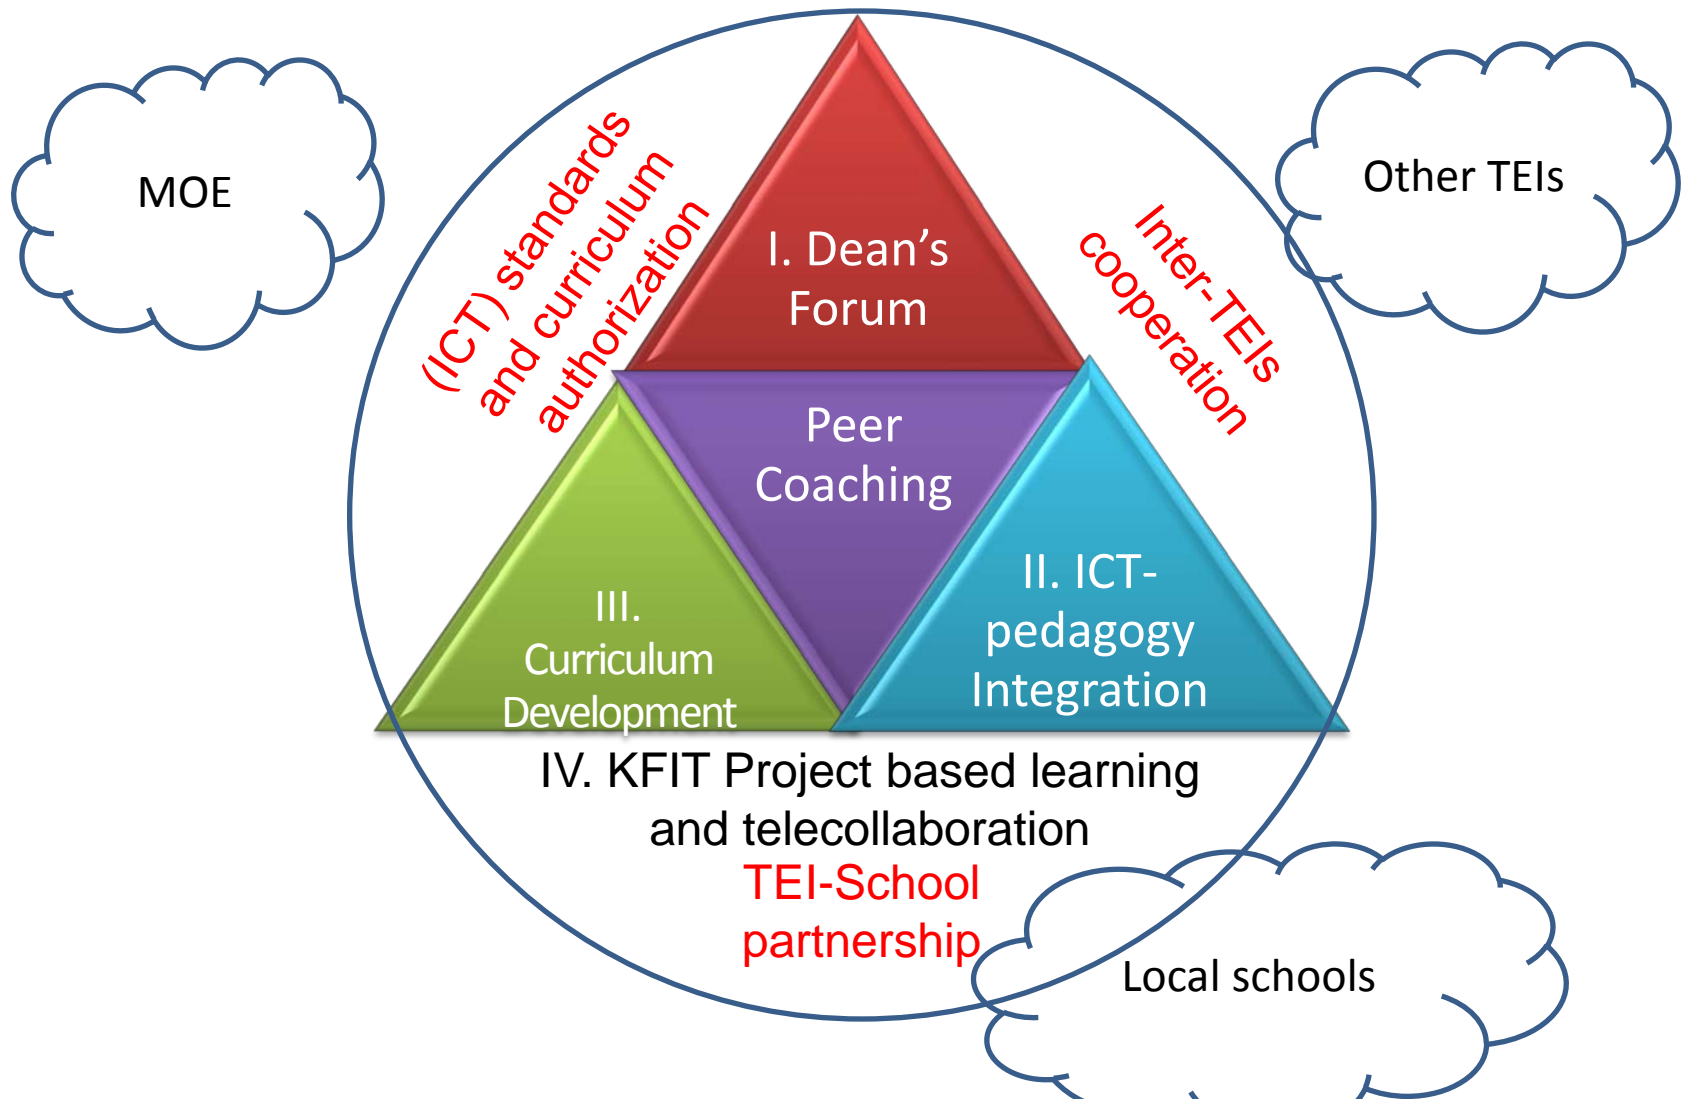 MOE
Other TEIs
(ICT) standards
and curriculum
authorization
Inter-TEIs
cooperation
I. Dean’s
Forum
Peer
Coaching
III.
Curriculum
Development
II. ICT-
pedagogy
Integration
IV. KFIT Project based learning
and telecollaboration
TEI-School
partnership
Local schools